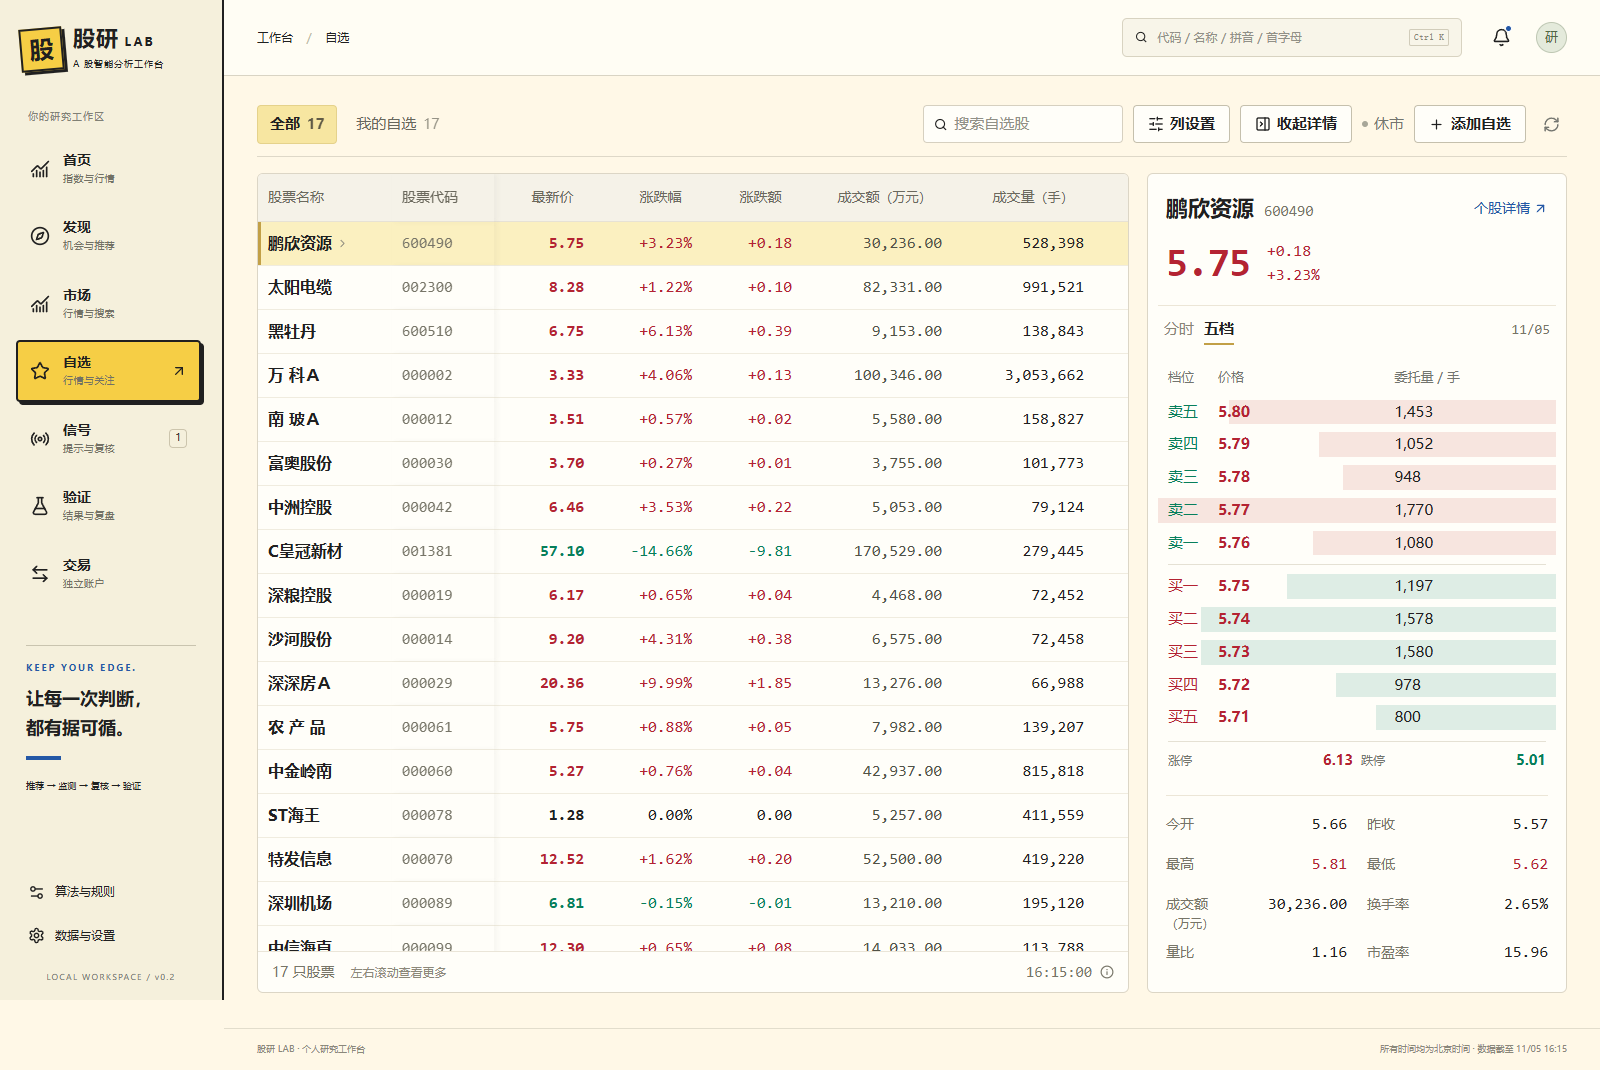 股
股研 LAB
A 股智能分析工作台
你的研究工作区
首页
指数与行情
发现
机会与推荐
市场
行情与搜索
自选
行情与关注
信号
提示与复核
1
验证
结果与复盘
交易
独立账户
KEEP YOUR EDGE.
让每一次判断,
都有据可循。
推荐 → 监测 → 复核 → 验证
算法与规则
数据与设置
LOCAL WORKSPACE / v0.2
工作台 / 自选
代码 / 名称 / 拼音 / 首字母 Ctrl K
研
全部 17 我的自选 17
搜索自选股 列设置 收起详情 休市 添加自选
股票名称 股票代码 最新价 涨跌幅 涨跌额 成交额 (万元) 成交量 (手)
鹏欣资源 600490 5.75 +3.23% +0.18 30,236.00 528,398
太阳电缆 002300 8.28 +1.22% +0.10 82,331.00 991,521
黑牡丹 600510 6.75 +6.13% +0.39 9,153.00 138,843
万 科A 000002 3.33 +4.06% +0.13 100,346.00 3,053,662
南 玻A 000012 3.51 +0.57% +0.02 5,580.00 158,827
富奥股份 000030 3.70 +0.27% +0.01 3,755.00 101,773
中洲控股 000042 6.46 +3.53% +0.22 5,053.00 79,124
C皇冠新材 001381 57.10 -14.66% -9.81 170,529.00 279,445
深粮控股 000019 6.17 +0.65% +0.04 4,468.00 72,452
沙河股份 000014 9.20 +4.31% +0.38 6,575.00 72,458
深深房A 000029 20.36 +9.99% +1.85 13,276.00 66,988
农 产 品 000061 5.75 +0.88% +0.05 7,982.00 139,207
中金岭南 000060 5.27 +0.76% +0.04 42,937.00 815,818
ST海王 000078 1.28 0.00% 0.00 5,257.00 411,559
特发信息 000070 12.52 +1.62% +0.20 52,500.00 419,220
深圳机场 000089 6.81 -0.15% -0.01 13,210.00 195,120
中信海直 000099 12.30 +0.65% +0.08 14,033.00 113,788
17 只股票 左右滚动查看更多 16:15:00
鹏欣资源 600490 个股详情
5.75
+0.18
+3.23%
分时 五档 11/05
档位 价格 委托量 / 手
卖五 5.80 1,453
卖四 5.79 1,052
卖三 5.78 948
卖二 5.77 1,770
卖一 5.76 1,080
买一 5.75 1,197
买二 5.74 1,578
买三 5.73 1,580
买四 5.72 978
买五 5.71 800
涨停 6.13 跌停 5.01
今开 5.66 昨收 5.57
最高 5.81 最低 5.62
成交额 (万元) 30,236.00 换手率 2.65%
量比 1.16 市盈率 15.96
股研 LAB · 个人研究工作台
所有时间均为北京时间 · 数据截至 11/05 16:15